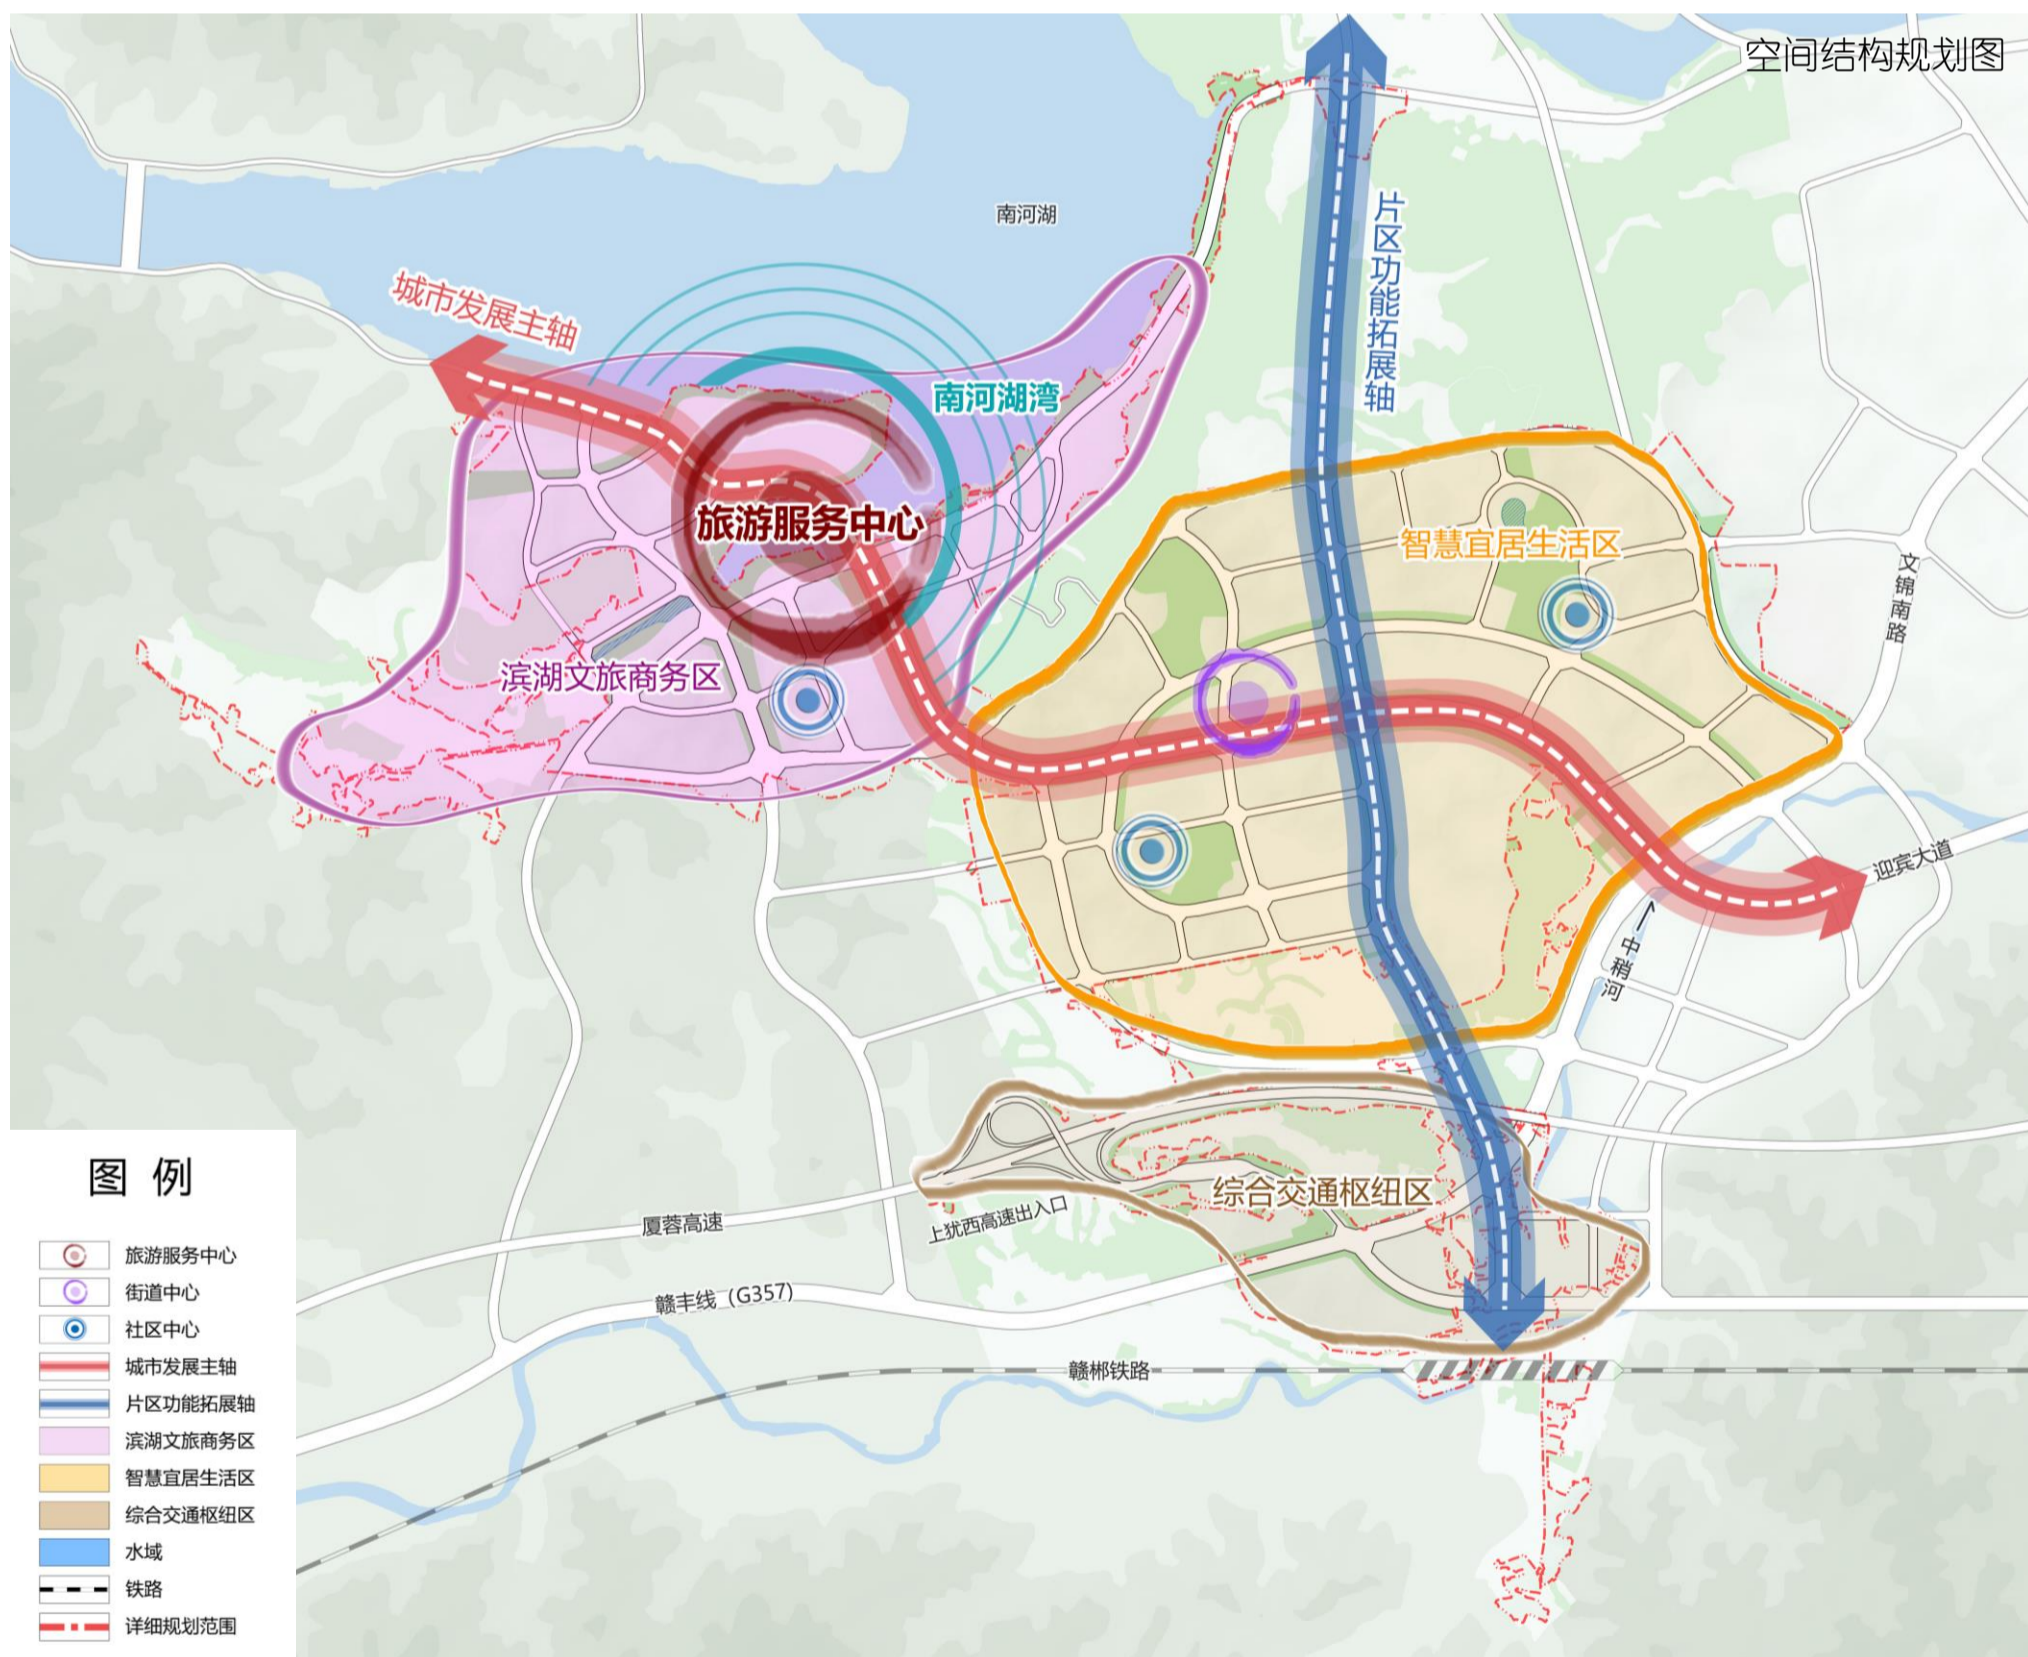 空间结构规划图
片区功能拓展轴
南河湖
城市发展主轴
南河湖湾
旅游服务中心
智慧宜居生活区
文锦南路
滨湖文旅商务区
迎宾大道
中稍河
综合交通枢纽区
上犹西高速出入口
厦蓉高速
赣丰线（G357）
赣郴铁路
图 例
旅游服务中心
街道中心
社区中心
城市发展主轴
片区功能拓展轴
滨湖文旅商务区
智慧宜居生活区
综合交通枢纽区
水域
铁路
详细规划范围